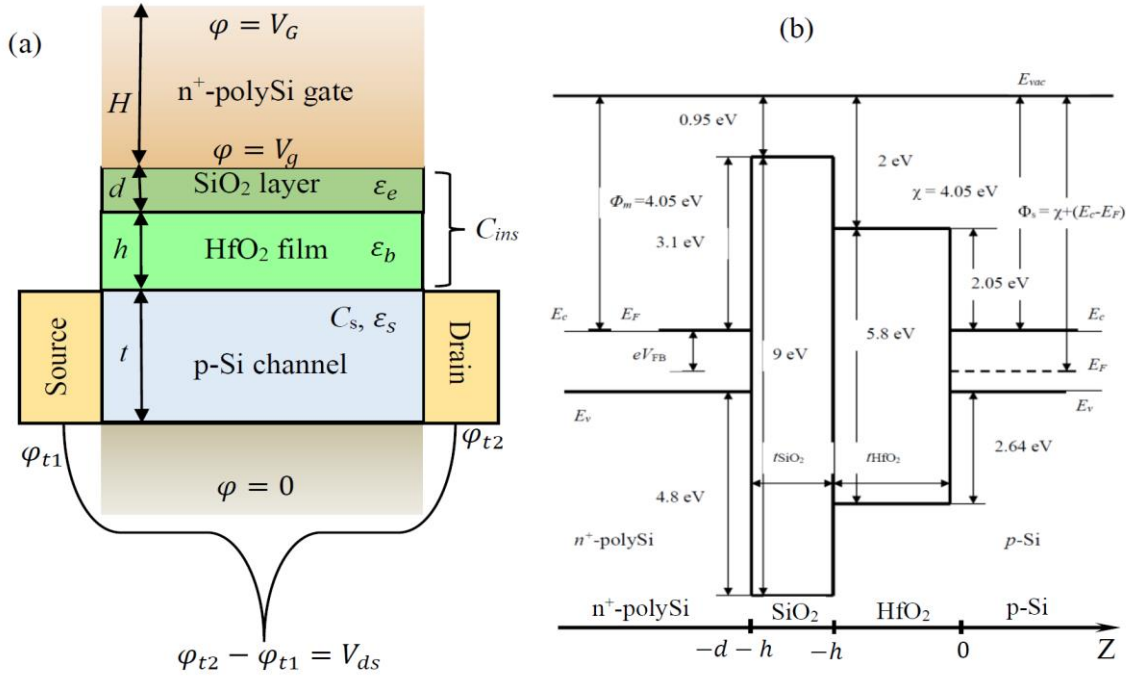 (a)
φ = V_G
n⁺-polySi gate
H
φ = V_g
d
SiO₂ layer
ε_e
h
HfO₂ film
ε_b
C_ins
t
C_s, ε_s
p-Si channel
Source
Drain
φ_t1
φ_t2
φ = 0
φ_t2 − φ_t1 = V_ds
(b)
E_vac
0.95 eV
2 eV
χ = 4.05 eV
Φ_m=4.05 eV
Φ_s = χ+(E_c-E_F)
3.1 eV
2.05 eV
E_c
E_F
E_c
5.8 eV
eV_FB
9 eV
E_F
E_v
E_v
2.64 eV
t_SiO₂
t_HfO₂
4.8 eV
n⁺-polySi
p-Si
n⁺-polySi
SiO₂
HfO₂
p-Si
−d − h
−h
0
Z